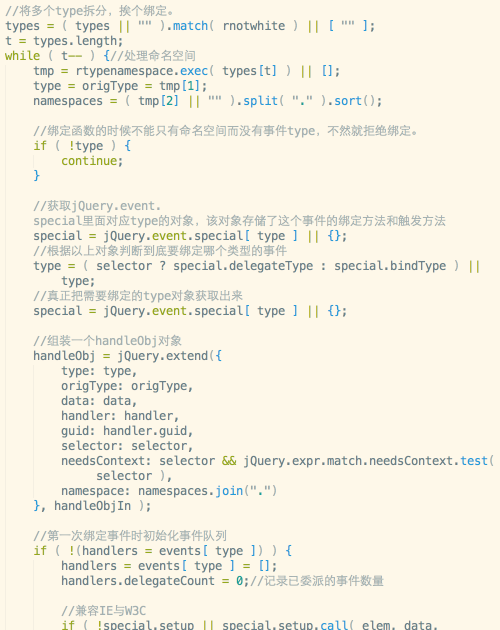 //将多个type拆分，挨个绑定。
types = ( types || "" ).match( rnotwhite ) || [ "" ];
t = types.length;
while ( t-- ) {//处理命名空间
tmp = rtypenamespace.exec( types[t] ) || [];
type = origType = tmp[1];
namespaces = ( tmp[2] || "" ).split( "." ).sort();
//绑定函数的时候不能只有命名空间而没有事件type，不然就拒绝绑定。
if ( !type ) {
continue;
}
//获取jQuery.event.
special里面对应type的对象，该对象存储了这个事件的绑定方法和触发方法
special = jQuery.event.special[ type ] || {};
//根据以上对象判断到底要绑定哪个类型的事件
type = ( selector ? special.delegateType : special.bindType ) ||
type;
//真正把需要绑定的type对象获取出来
special = jQuery.event.special[ type ] || {};
//组装一个handleObj对象
handleObj = jQuery.extend({
type: type,
origType: origType,
data: data,
handler: handler,
guid: handler.guid,
selector: selector,
needsContext: selector && jQuery.expr.match.needsContext.test(
selector ),
namespace: namespaces.join(".")
}, handleObjIn );
//第一次绑定事件时初始化事件队列
if ( !(handlers = events[ type ]) ) {
handlers = events[ type ] = [];
handlers.delegateCount = 0;//记录已委派的事件数量
//兼容IE与W3C
if ( !special.setup || special.setup.call( elem, data,